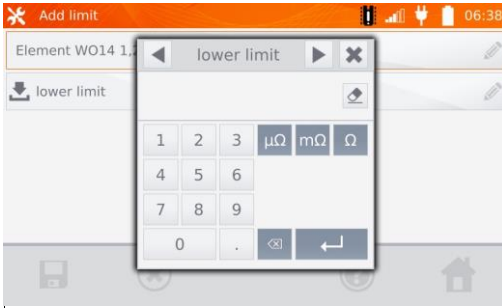 Add limit 06:38
Element WO14 1,2
lower limit
lower limit
1 2 3 μΩ mΩ Ω
4 5 6
7 8 9
0 .